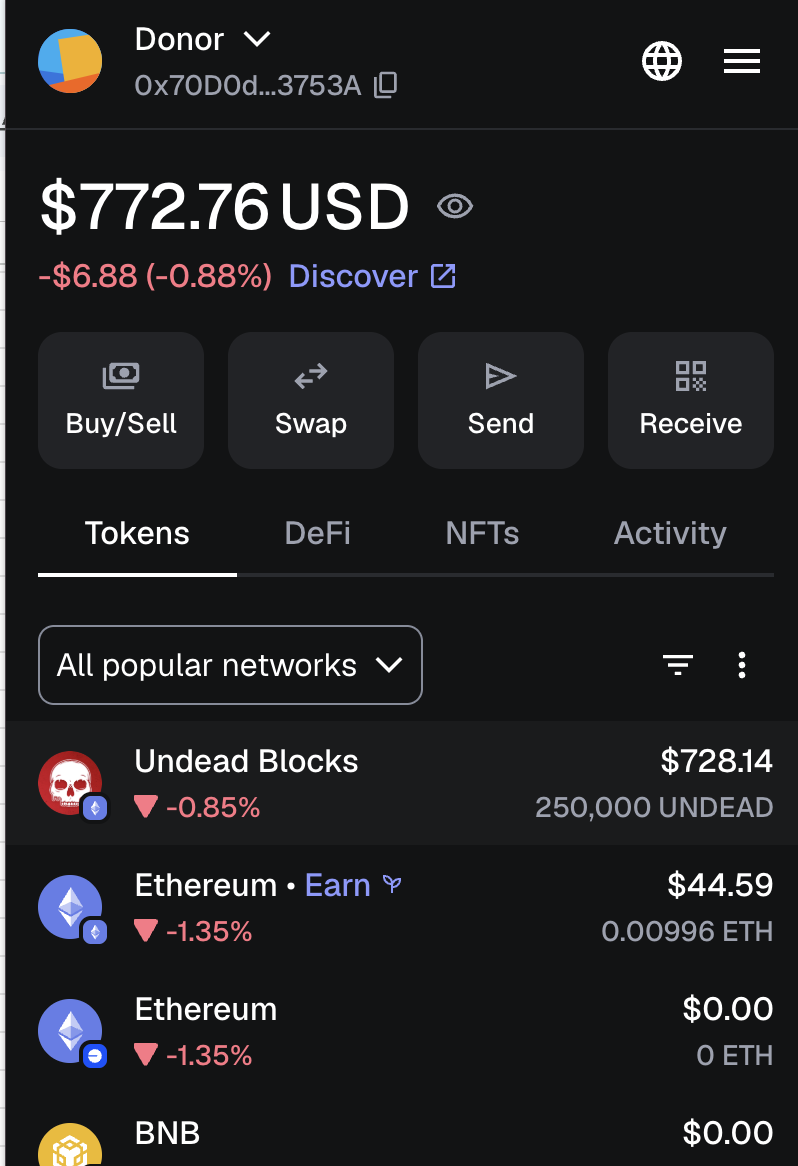 Donor
0x70D0d...3753A
$772.76 USD
-$6.88 (-0.88%) Discover
Buy/Sell
Swap
Send
Receive
Tokens
DeFi
NFTs
Activity
All popular networks
Undead Blocks
$728.14
-0.85%
250,000 UNDEAD
Ethereum • Earn
$44.59
-1.35%
0.00996 ETH
Ethereum
$0.00
-1.35%
0 ETH
BNB
$0.00